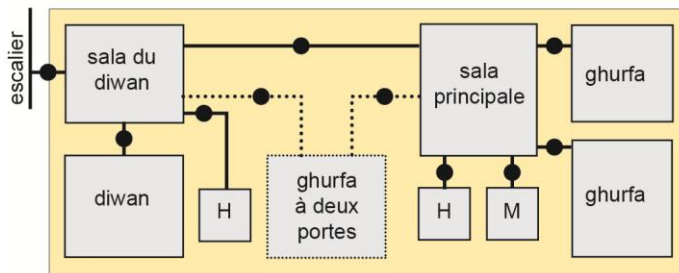 escalier
sala du
diwan
sala
principale
ghurfa
diwan
H
ghurfa
à deux
portes
H
M
ghurfa